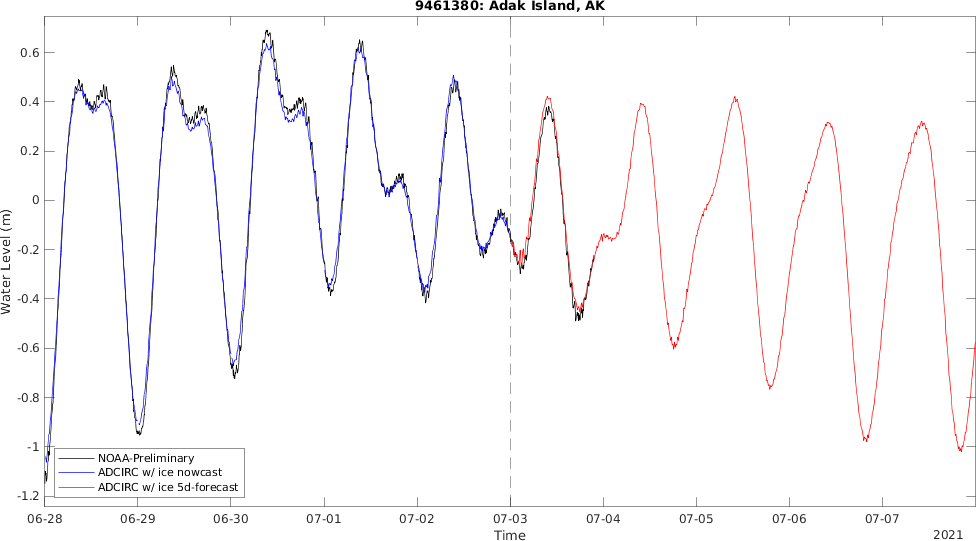 9461380: Adak Island, AK
0.6
0.4
0.2
0
-0.2
-0.4
-0.6
-0.8
-1
-1.2
Water Level (m)
NOAA-Preliminary
ADCIRC w/ ice nowcast
ADCIRC w/ ice 5d-forecast
06-28 06-29 06-30 07-01 07-02 07-03 07-04 07-05 07-06 07-07
Time
2021